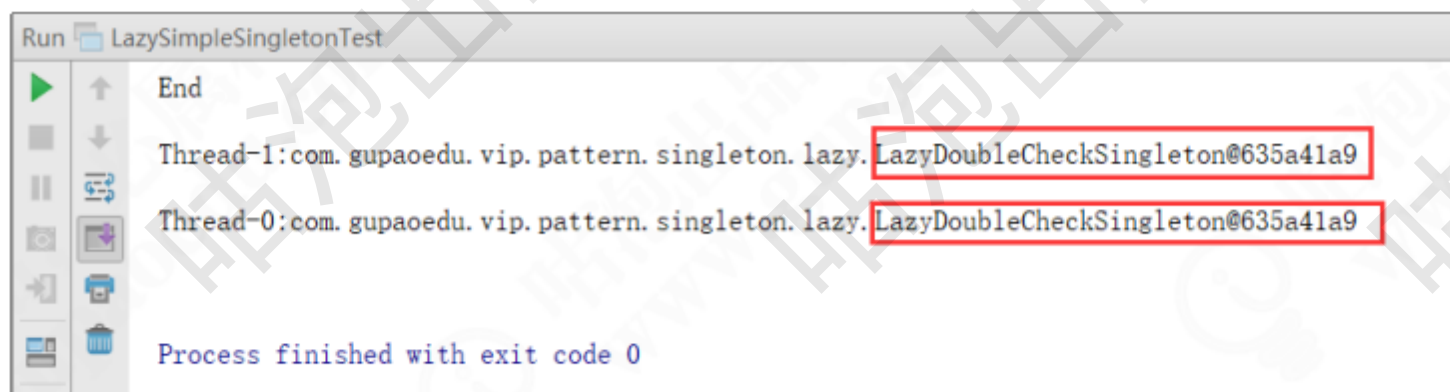 Run LazySimpleSingletonTest
End
Thread-1:com.gupaoedu.vip.pattern.singleton.lazy.LazyDoubleCheckSingleton@635a41a9
Thread-0:com.gupaoedu.vip.pattern.singleton.lazy.LazyDoubleCheckSingleton@635a41a9
Process finished with exit code 0